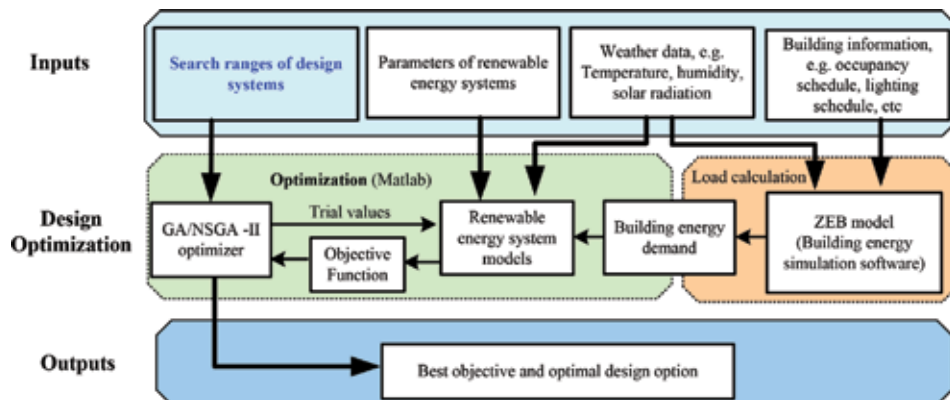 Inputs
Search ranges of design
systems
Parameters of renewable
energy systems
Weather data, e.g.
Temperature, humidity,
solar radiation
Building information,
e.g. occupancy
schedule, lighting
schedule, etc
Design
Optimization
Optimization (Matlab)
Load calculation
GA/NSGA -II
optimizer
Trial values
Objective
Function
Renewable
energy system
models
Building energy
demand
ZEB model
(Building energy
simulation software)
Outputs
Best objective and optimal design option